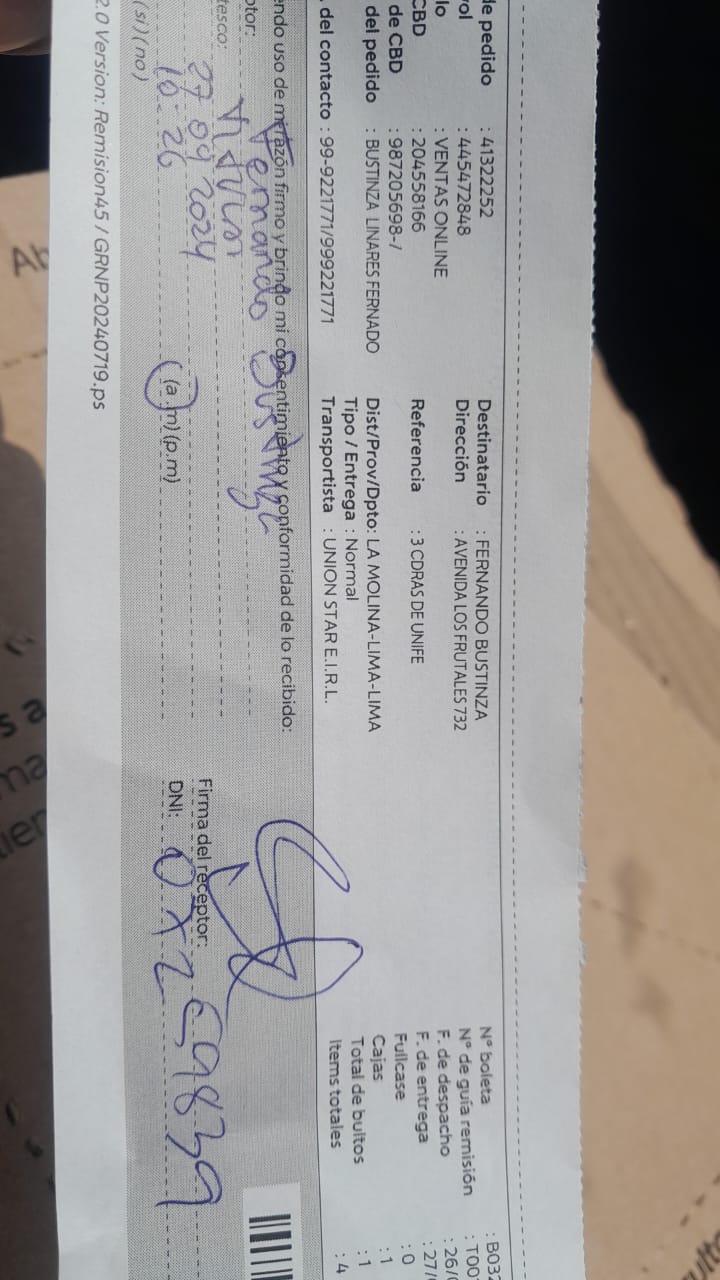 de pedido : 41322252
rol : 445472848
lo : VENTAS ONLINE
CBD : 204558166
de CBD : 987205698-/
del pedido : BUSTINZA LINARES FERNADO
. del contacto : 99-9221771/999221771
Destinatario : FERNANDO BUSTINZA
Dirección : AVENIDA LOS FRUTALES 732
Referencia : 3 CDRAS DE UNIFE
Dist/Prov/Dpto: LA MOLINA-LIMA-LIMA
Tipo / Entrega : Normal
Transportista : UNION STAR E.I.R.L.
N° boleta : B032
N° de guía remisión : T001
F. de despacho : 26/0
F. de entrega : 27/
Fullcase : 0
Cajas : 1
Total de bultos : 1
Items totales : 4
endo uso de mi razón firmo y brindo mi consentimiento y conformidad de lo recibido:
ptor: Fernando Bustinza
tesco:
27 09 2024
10:26 (a.m)(p.m)
(si)(no)
Firma del receptor:
DNI:
2.0 Version: Remision45 / GRNP20240719.ps